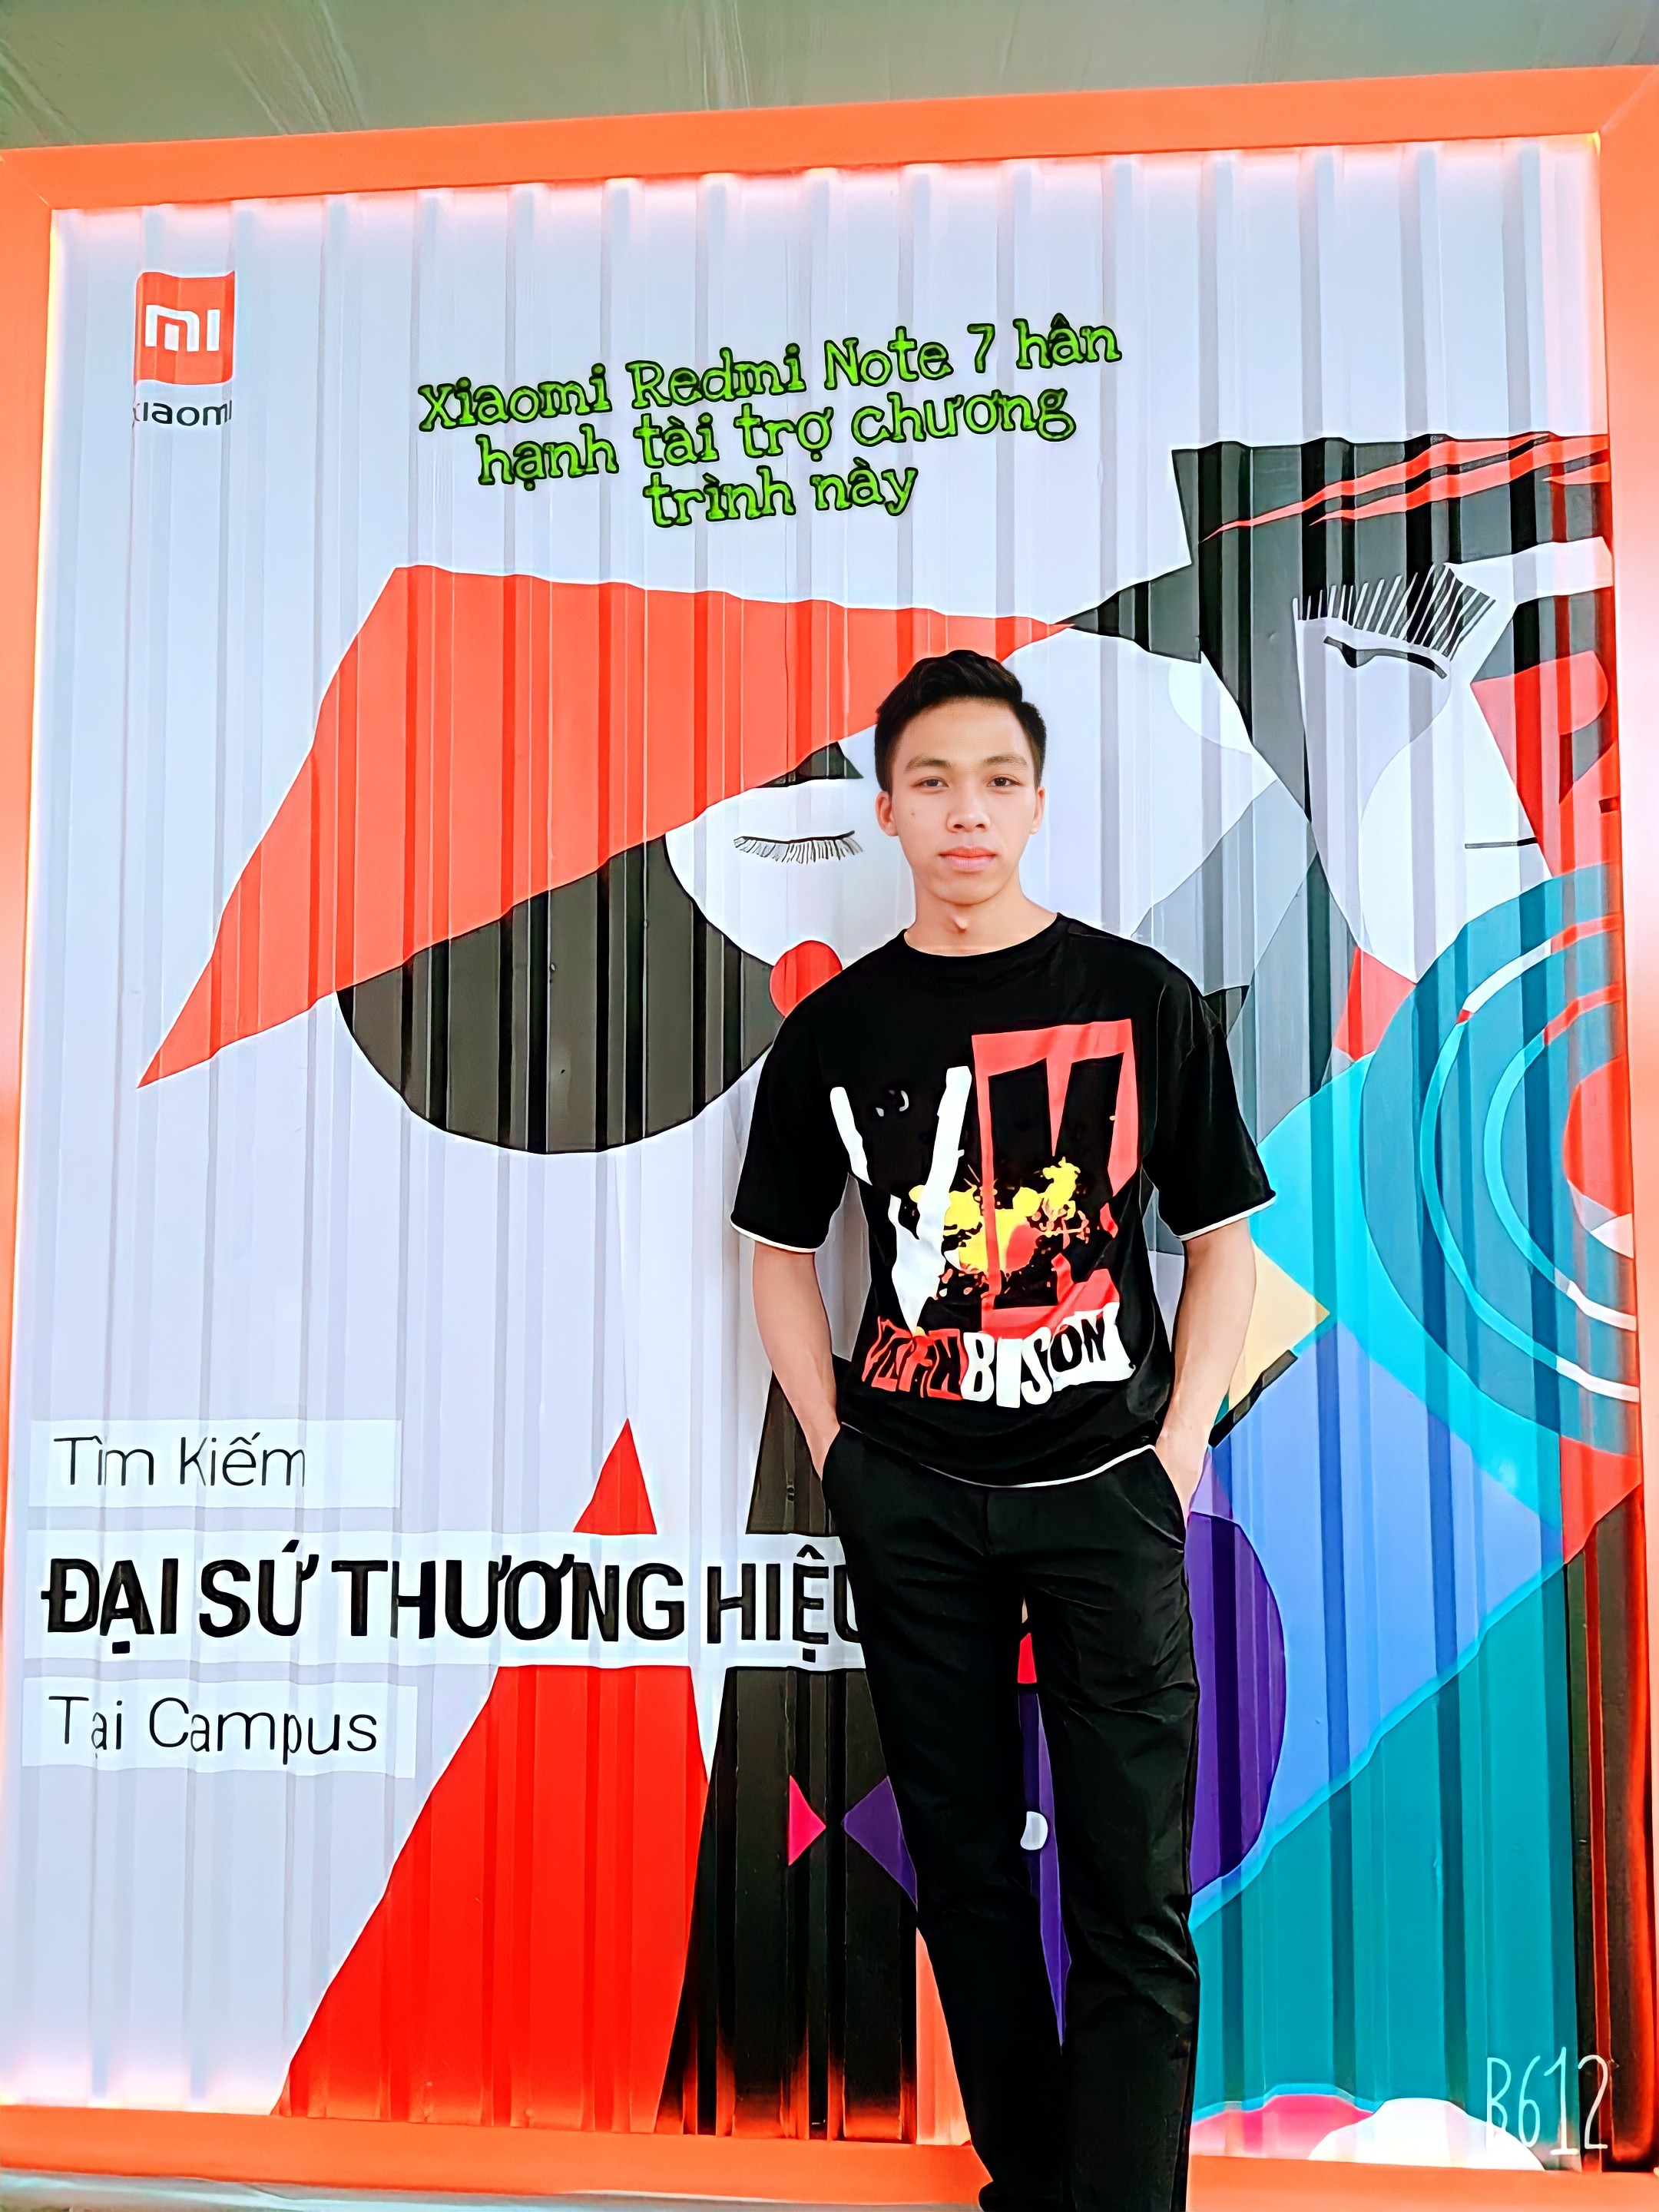 mi
xiaomi
Xiaomi Redmi Note 7 hân
hạnh tài trợ chương
trình này
BISON
Tìm Kiếm
ĐẠI SỨ THƯƠNG HIỆU
Tại Campus
B612